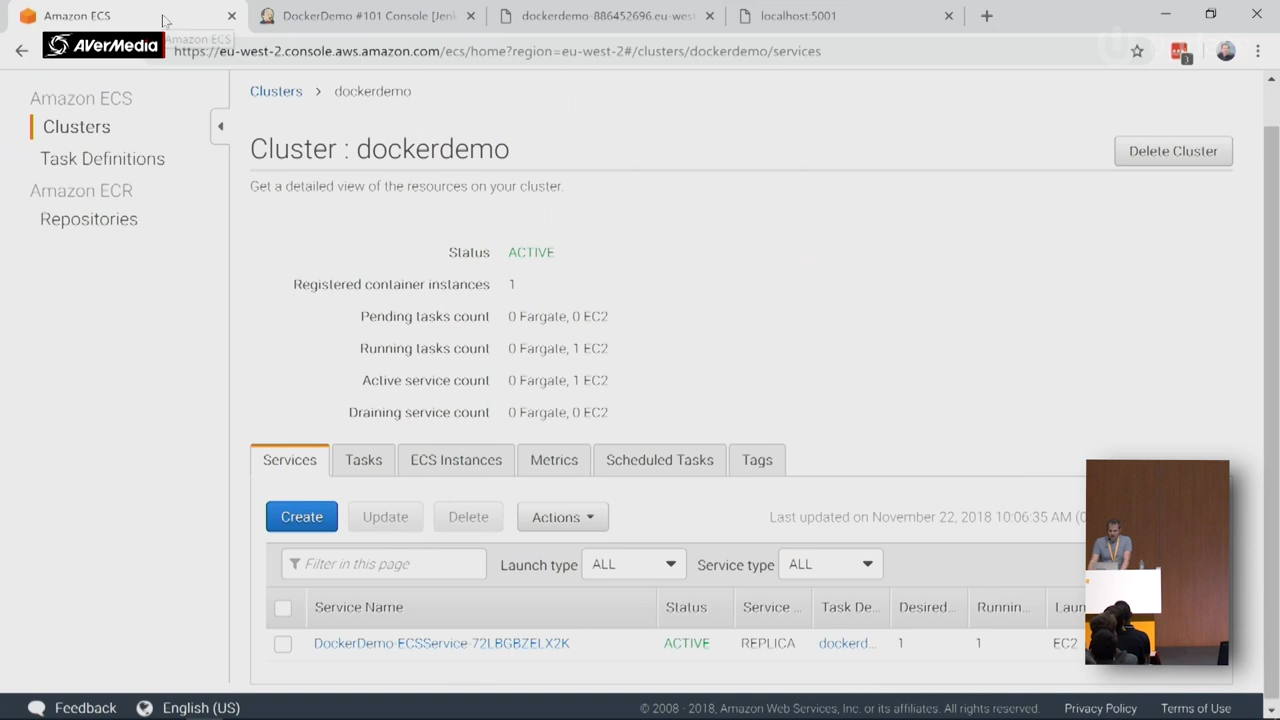 Amazon ECS
DockerDemo #101 Console [Jenk
dockerdemo-886452696.eu-west
localhost:5001
AVerMedia
Amazon ECS
https://eu-west-2.console.aws.amazon.com/ecs/home?region=eu-west-2#/clusters/dockerdemo/services
Amazon ECS
Clusters
Task Definitions
Amazon ECR
Repositories
Clusters > dockerdemo
Cluster : dockerdemo
Delete Cluster
Get a detailed view of the resources on your cluster.
Status ACTIVE
Registered container instances 1
Pending tasks count 0 Fargate, 0 EC2
Running tasks count 0 Fargate, 1 EC2
Active service count 0 Fargate, 1 EC2
Draining service count 0 Fargate, 0 EC2
Services Tasks ECS Instances Metrics Scheduled Tasks Tags
Create Update Delete Actions Last updated on November 22, 2018 10:06:35 AM (0
Filter in this page Launch type ALL Service type ALL
Service Name Status Service ... Task De... Desired... Runnin... Laun
DockerDemo-ECSService-72LBGBZELX2K ACTIVE REPLICA dockerd... 1 1 EC2
Feedback English (US) © 2008 - 2018, Amazon Web Services, Inc. or its affiliates. All rights reserved. Privacy Policy Terms of Use